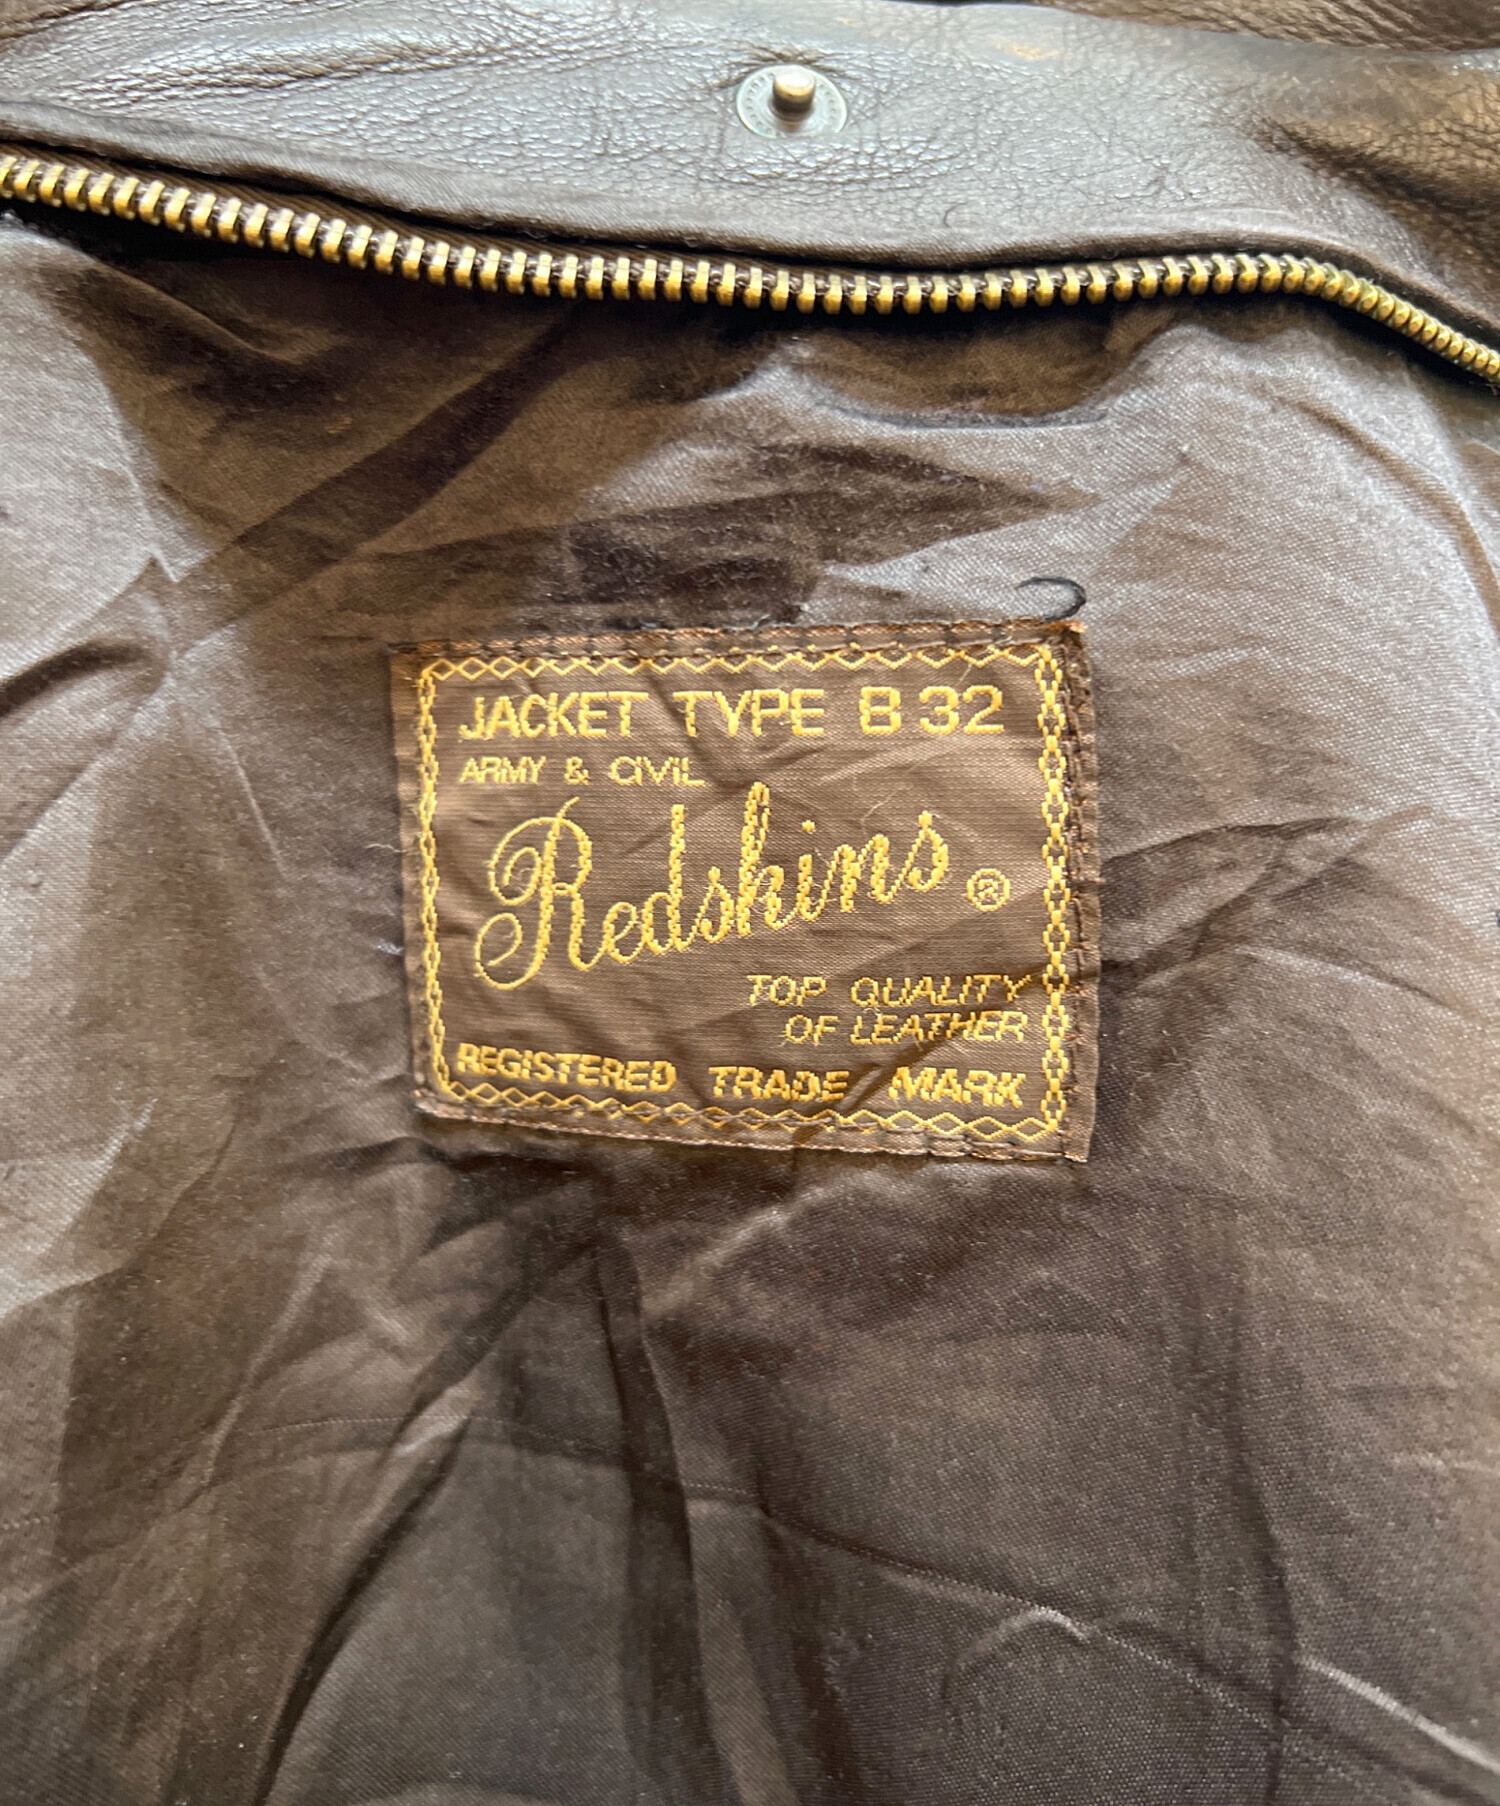 JACKET TYPE B 32
ARMY & CIVIL
Redskins ®
TOP QUALITY
OF LEATHER
REGISTERED TRADE MARK